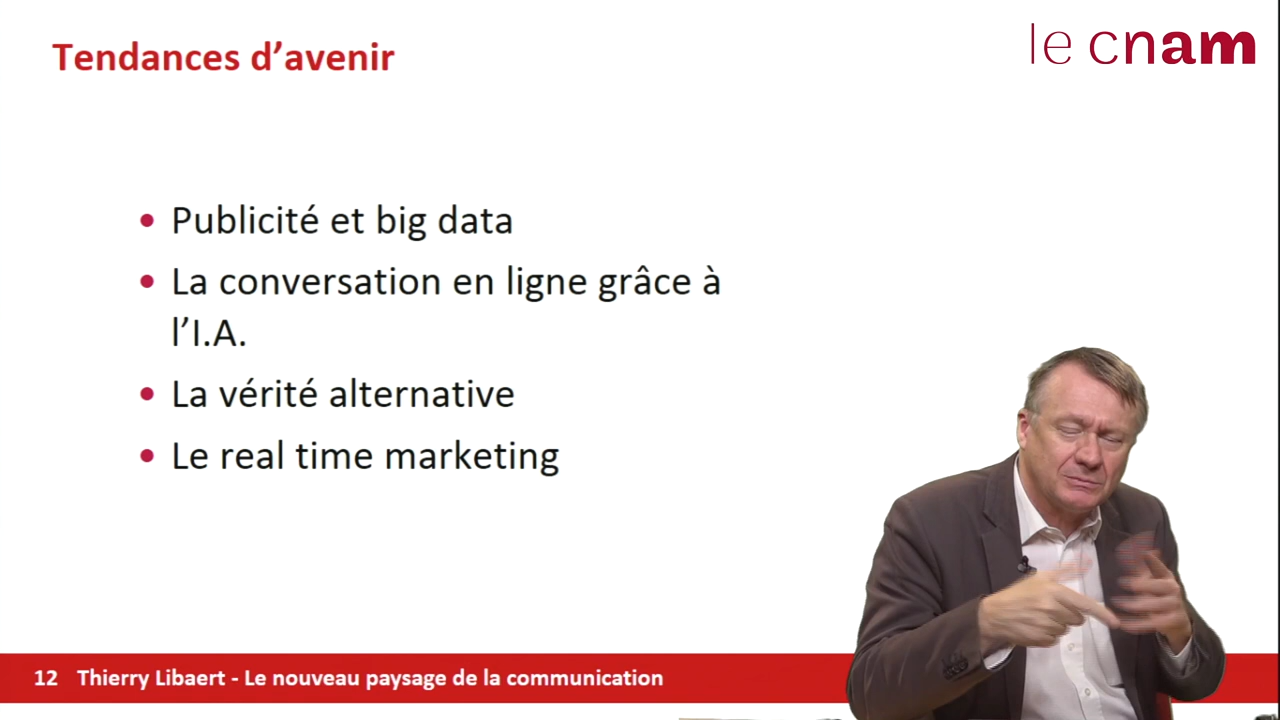 Tendances d’avenir
le cnam
• Publicité et big data
• La conversation en ligne grâce à
l’I.A.
• La vérité alternative
• Le real time marketing
12 Thierry Libaert - Le nouveau paysage de la communication